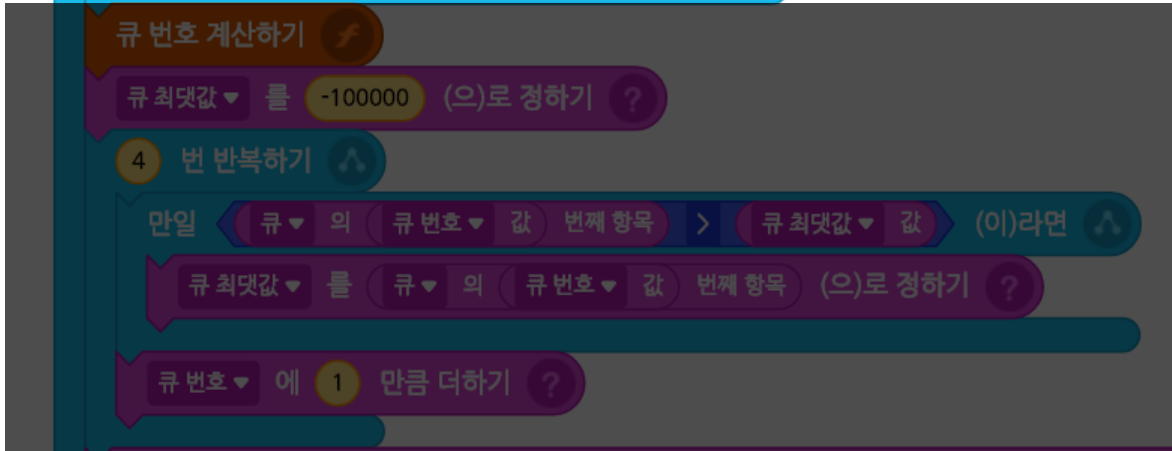 큐 번호 계산하기
큐 최댓값 ▼ 를 -100000 (으)로 정하기 ?
4 번 반복하기
만일 큐 ▼ 의 큐 번호 ▼ 값 번째 항목 > 큐 최댓값 ▼ 값 (이)라면
큐 최댓값 ▼ 를 큐 ▼ 의 큐 번호 ▼ 값 번째 항목 (으)로 정하기 ?
큐 번호 ▼ 에 1 만큼 더하기 ?